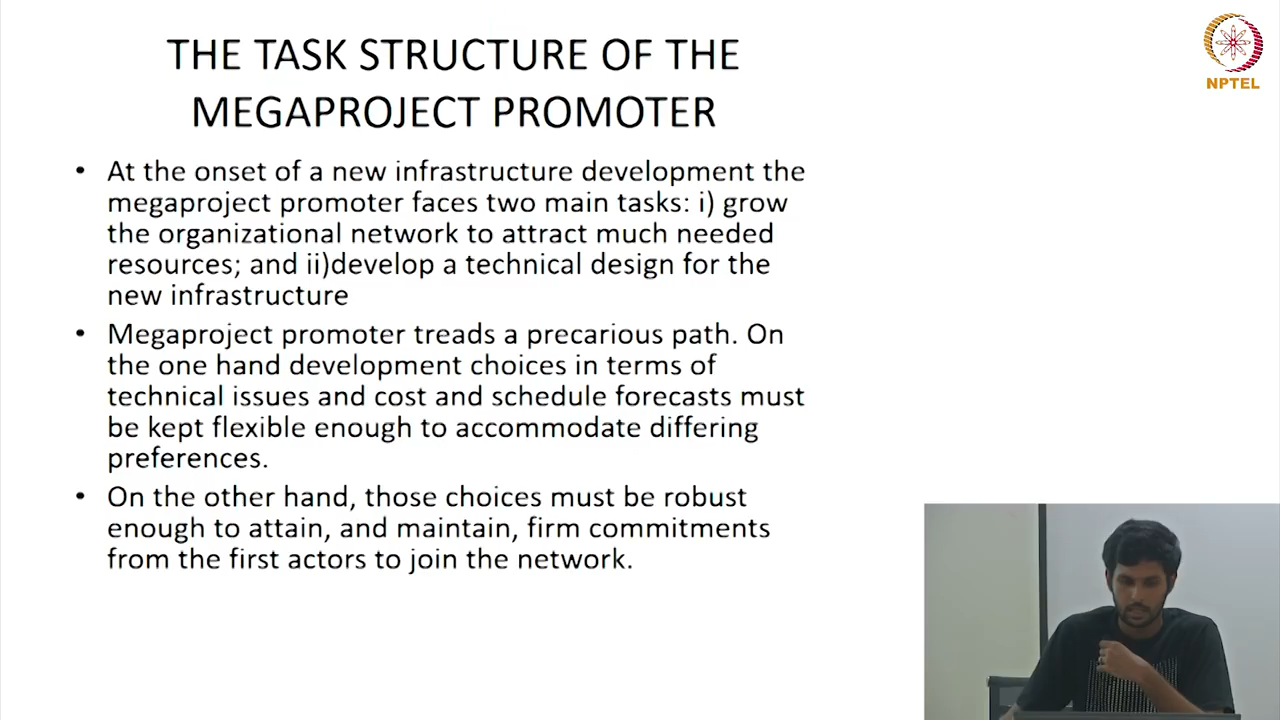 THE TASK STRUCTURE OF THE
MEGAPROJECT PROMOTER
NPTEL
• At the onset of a new infrastructure development the
megaproject promoter faces two main tasks: i) grow
the organizational network to attract much needed
resources; and ii)develop a technical design for the
new infrastructure
• Megaproject promoter treads a precarious path. On
the one hand development choices in terms of
technical issues and cost and schedule forecasts must
be kept flexible enough to accommodate differing
preferences.
• On the other hand, those choices must be robust
enough to attain, and maintain, firm commitments
from the first actors to join the network.